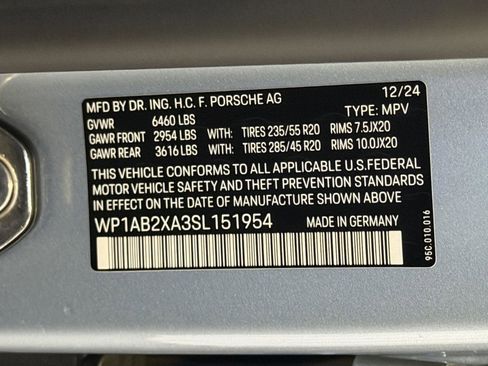 MFD BY DR. ING. H.C. F. PORSCHE AG 12/24
GVWR 6460 LBS TYPE: MPV
GAWR FRONT 2954 LBS WITH: TIRES 235/55 R20 RIMS 7.5JX20
GAWR REAR 3616 LBS WITH: TIRES 285/45 R20 RIMS 10.0JX20
THIS VEHICLE CONFORMS TO ALL APPLICABLE U.S.FEDERAL
MOTOR VEHICLE SAFETY AND THEFT PREVENTION STANDARDS
IN EFFECT ON THE DATE OF MANUFACTURE SHOWN ABOVE.
WP1AB2XA3SL151954 MADE IN GERMANY
95C.010.016